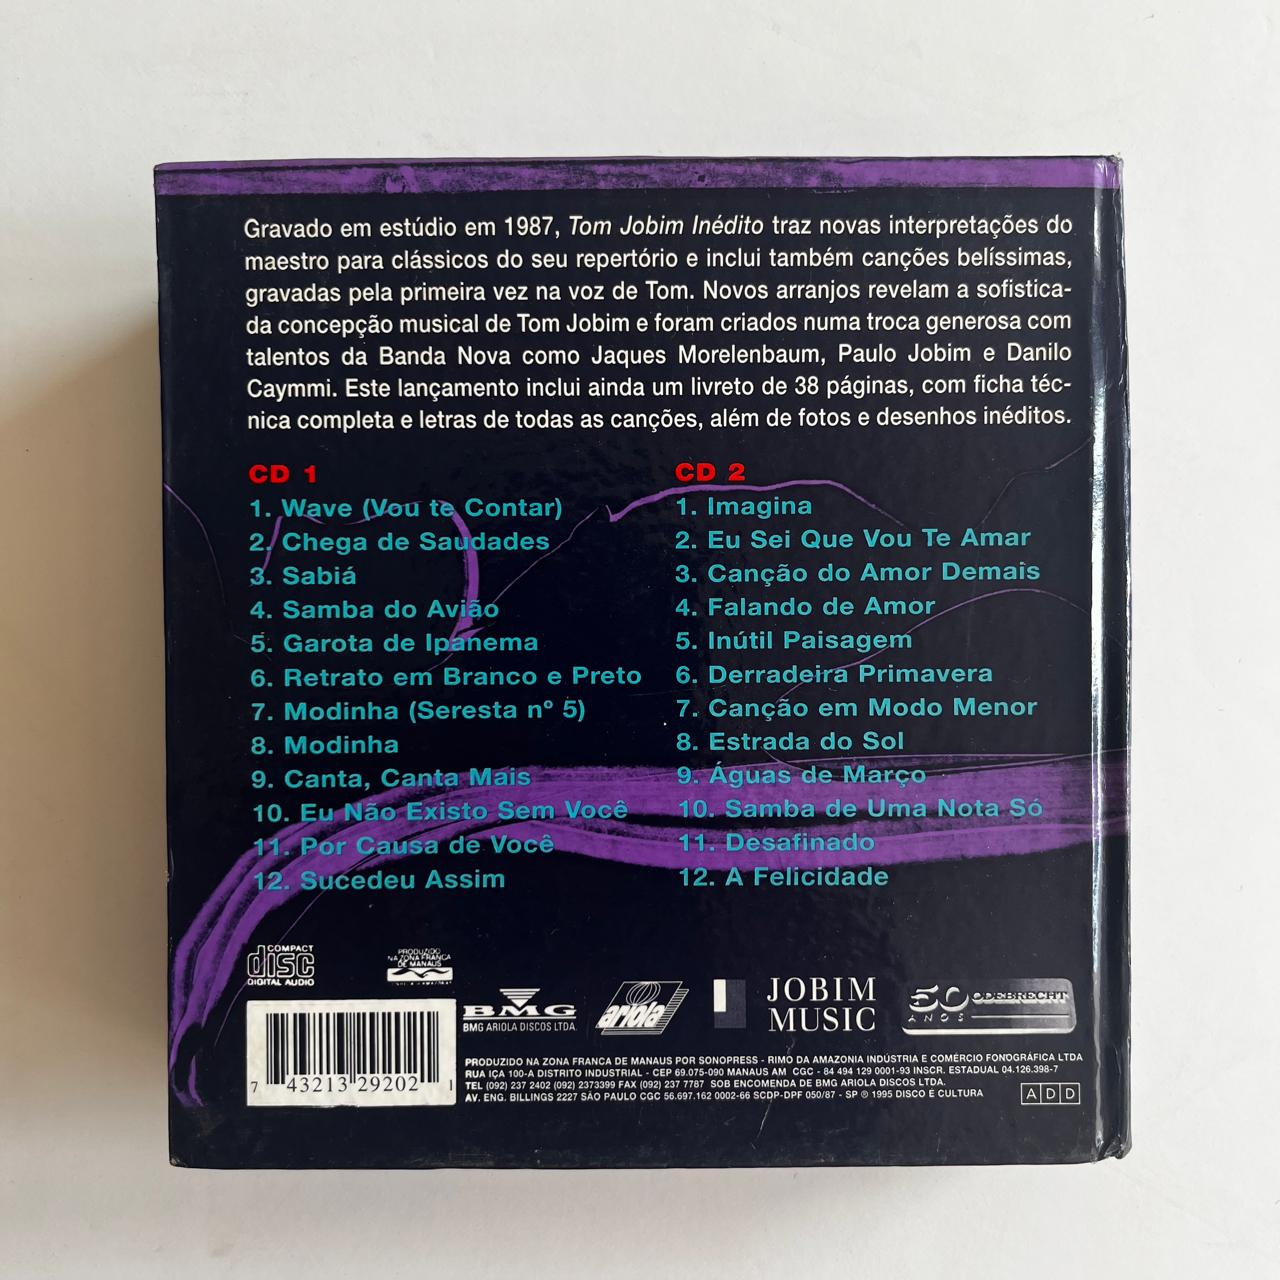 Gravado em estúdio em 1987, Tom Jobim Inédito traz novas interpretações do
maestro para clássicos do seu repertório e inclui também canções belíssimas,
gravadas pela primeira vez na voz de Tom. Novos arranjos revelam a sofistica-
da concepção musical de Tom Jobim e foram criados numa troca generosa com
talentos da Banda Nova como Jaques Morelenbaum, Paulo Jobim e Danilo
Caymmi. Este lançamento inclui ainda um livreto de 38 páginas, com ficha téc-
nica completa e letras de todas as canções, além de fotos e desenhos inéditos.
CD 1
1. Wave (Vou te Contar)
2. Chega de Saudades
3. Sabiá
4. Samba do Avião
5. Garota de Ipanema
6. Retrato em Branco e Preto
7. Modinha (Seresta nº 5)
8. Modinha
9. Canta, Canta Mais
10. Eu Não Existo Sem Você
11. Por Causa de Você
12. Sucedeu Assim
CD 2
1. Imagina
2. Eu Sei Que Vou Te Amar
3. Canção do Amor Demais
4. Falando de Amor
5. Inútil Paisagem
6. Derradeira Primavera
7. Canção em Modo Menor
8. Estrada do Sol
9. Águas de Março
10. Samba de Uma Nota Só
11. Desafinado
12. A Felicidade
COMPACT
disc
DIGITAL AUDIO
PRODUZIDO
NA ZONA FRANCA
DE MANAUS
BMG
BMG ARIOLA DISCOS LTDA.
ariola
JOBIM
MUSIC
50 ODEBRECHT
ANOS
7 43213 29202 1
PRODUZIDO NA ZONA FRANCA DE MANAUS POR SONOPRESS - RIMO DA AMAZONIA INDÚSTRIA E COMÉRCIO FONOGRÁFICA LTDA
RUA IÇA 100-A DISTRITO INDUSTRIAL - CEP 69.075-090 MANAUS AM CGC - 84 494 129 0001-93 INSCR. ESTADUAL 04.126.398-7
TEL (092) 237 2402 (092) 2373399 FAX (092) 237 7787 SOB ENCOMENDA DE BMG ARIOLA DISCOS LTDA.
AV. ENG. BILLINGS 2227 SÃO PAULO CGC 56.697.162 0002-66 SCDP-DPF 050/87 - SP ℗ 1995 DISCO É CULTURA
ADD